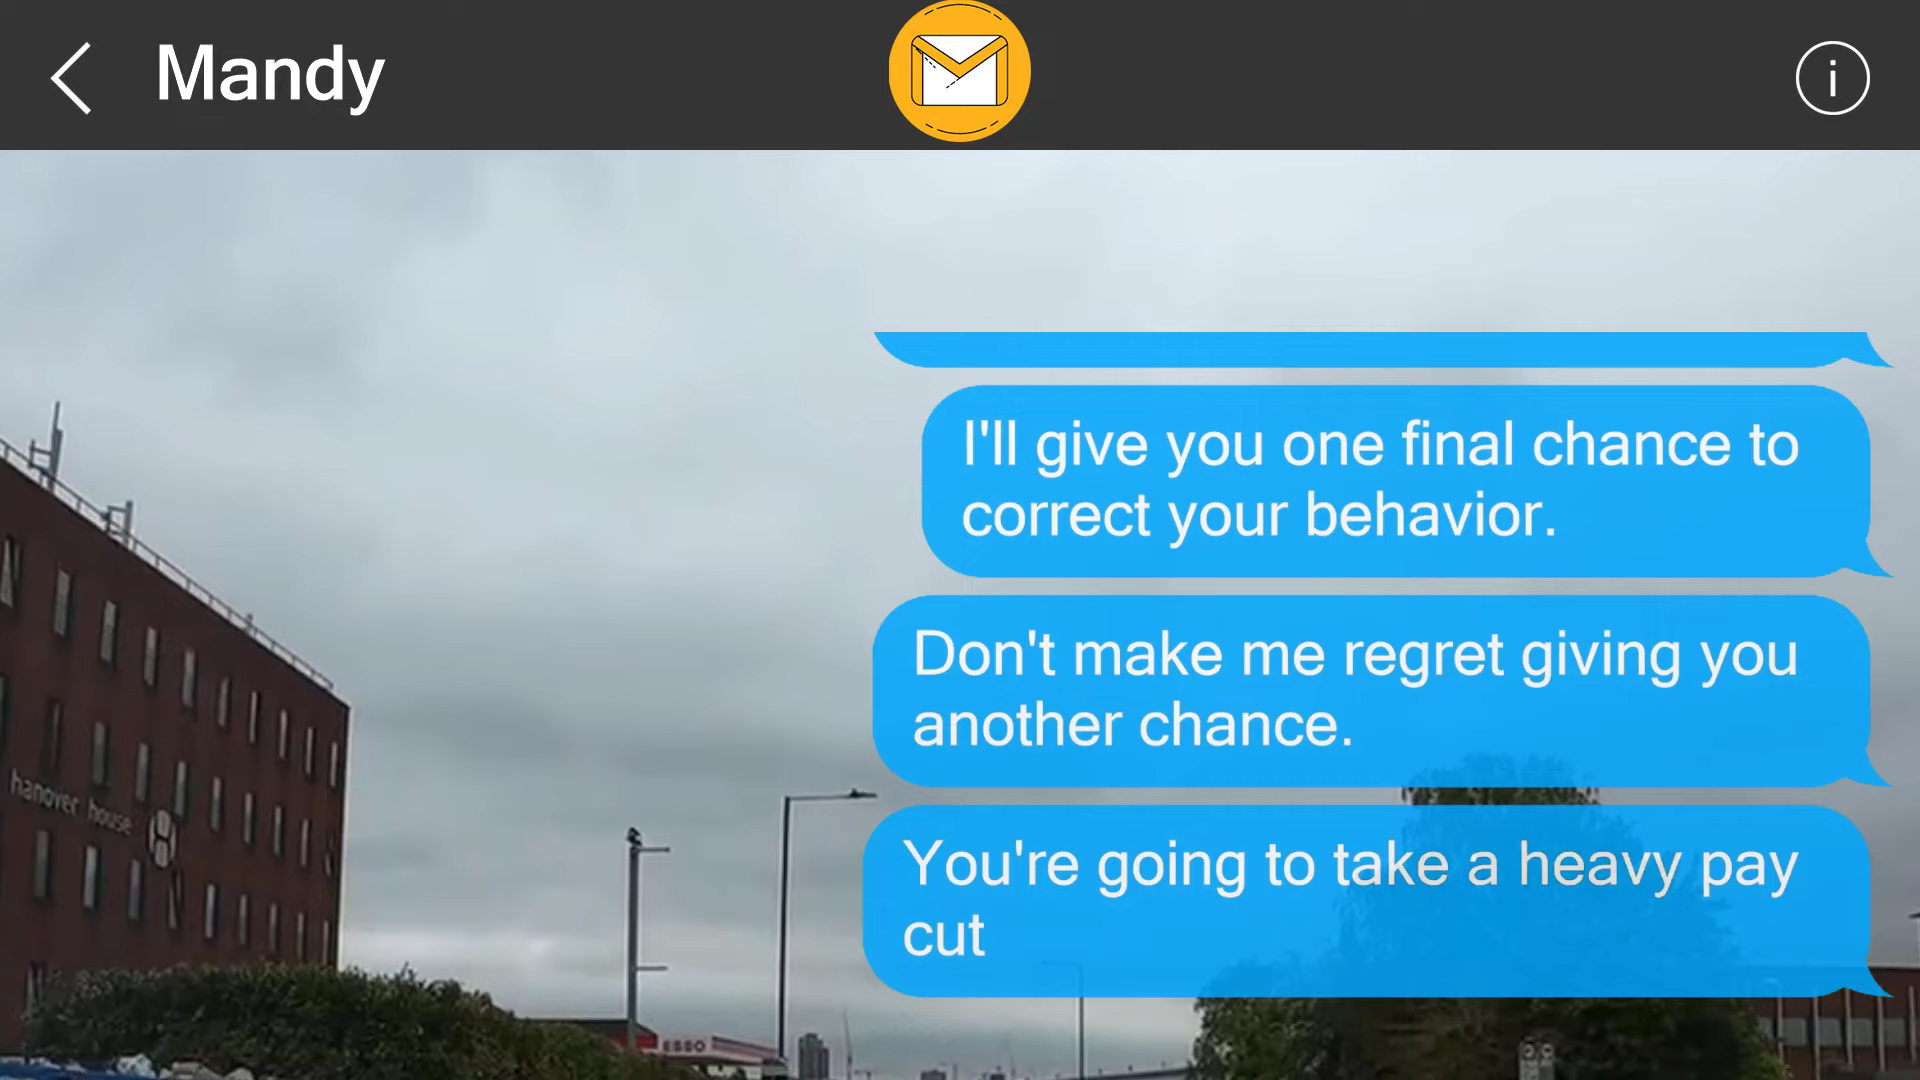 Mandy
i
I'll give you one final chance to
correct your behavior.
Don't make me regret giving you
another chance.
You're going to take a heavy pay
cut
hanover house
ESSO